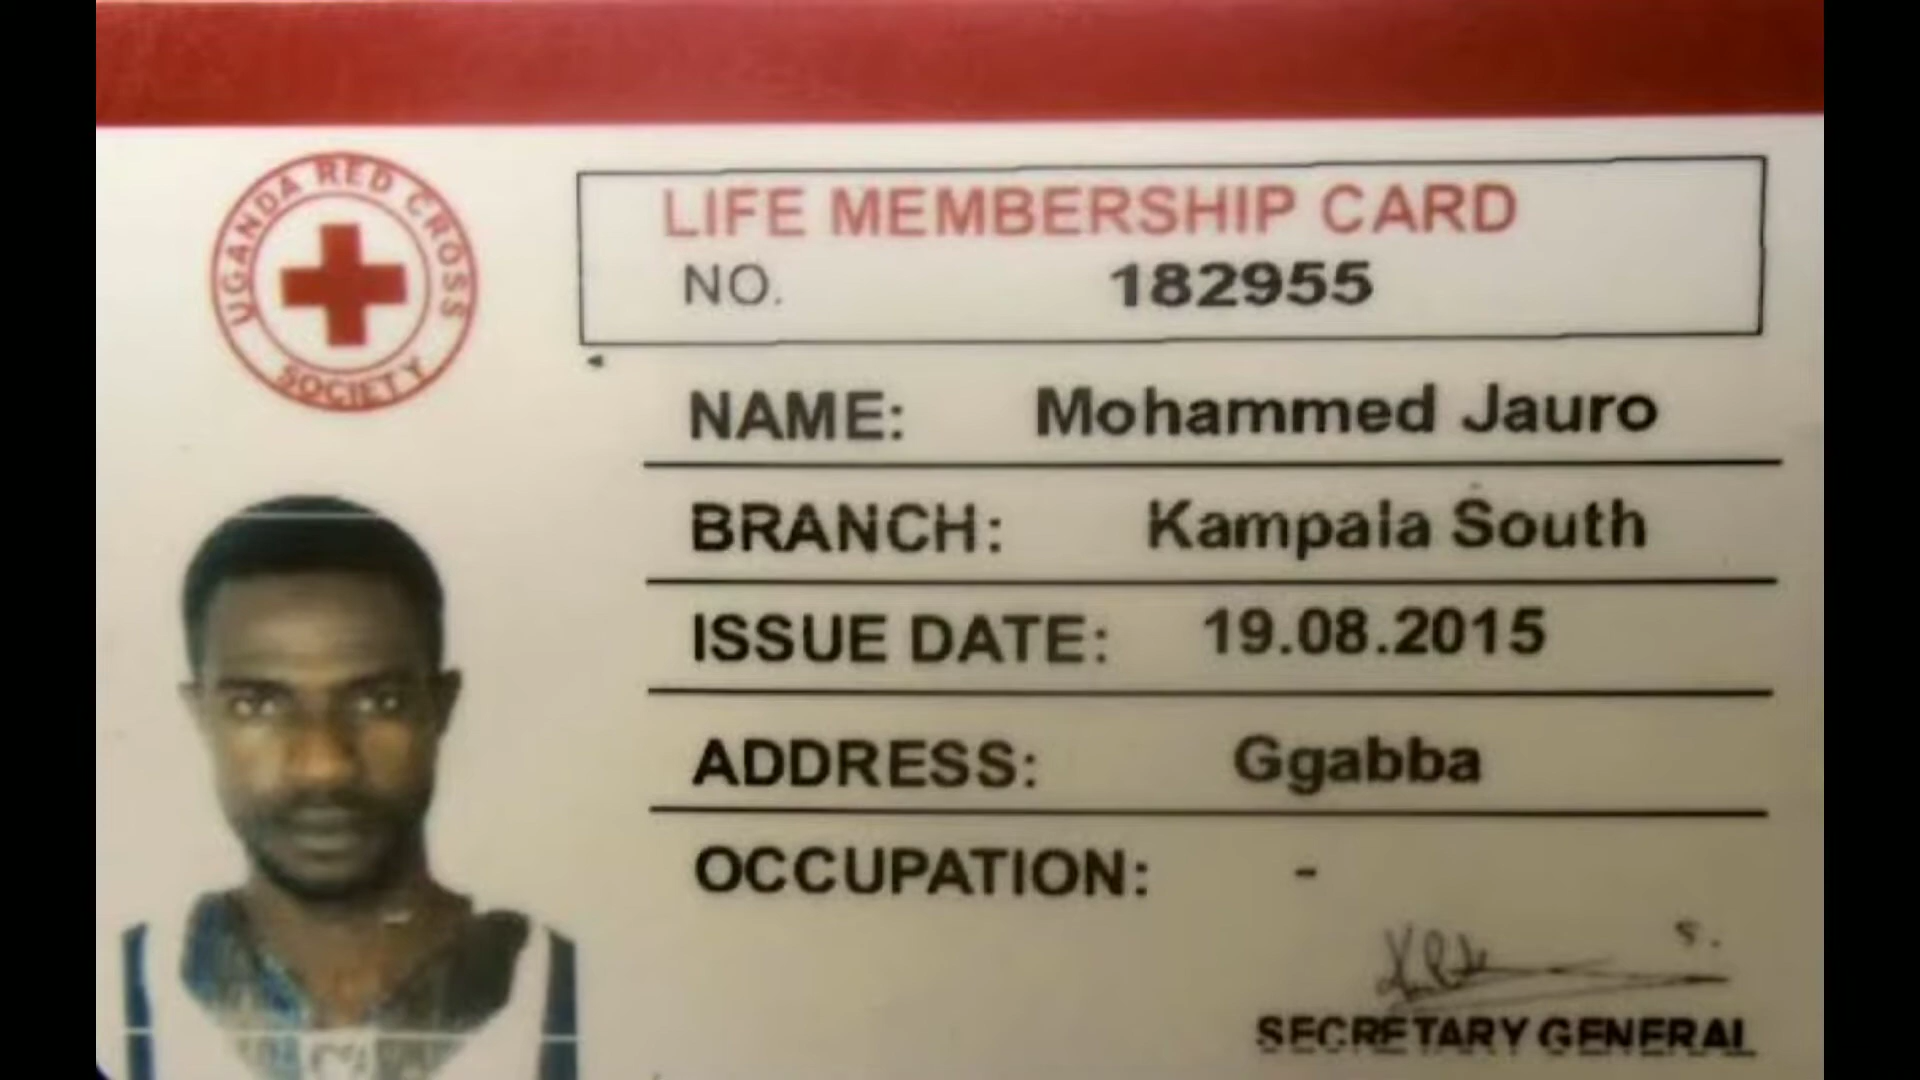 UGANDA RED CROSS
SOCIETY
LIFE MEMBERSHIP CARD
NO. 182955
NAME: Mohammed Jauro
BRANCH: Kampala South
ISSUE DATE: 19.08.2015
ADDRESS: Ggabba
OCCUPATION: -
SECRETARY GENERAL